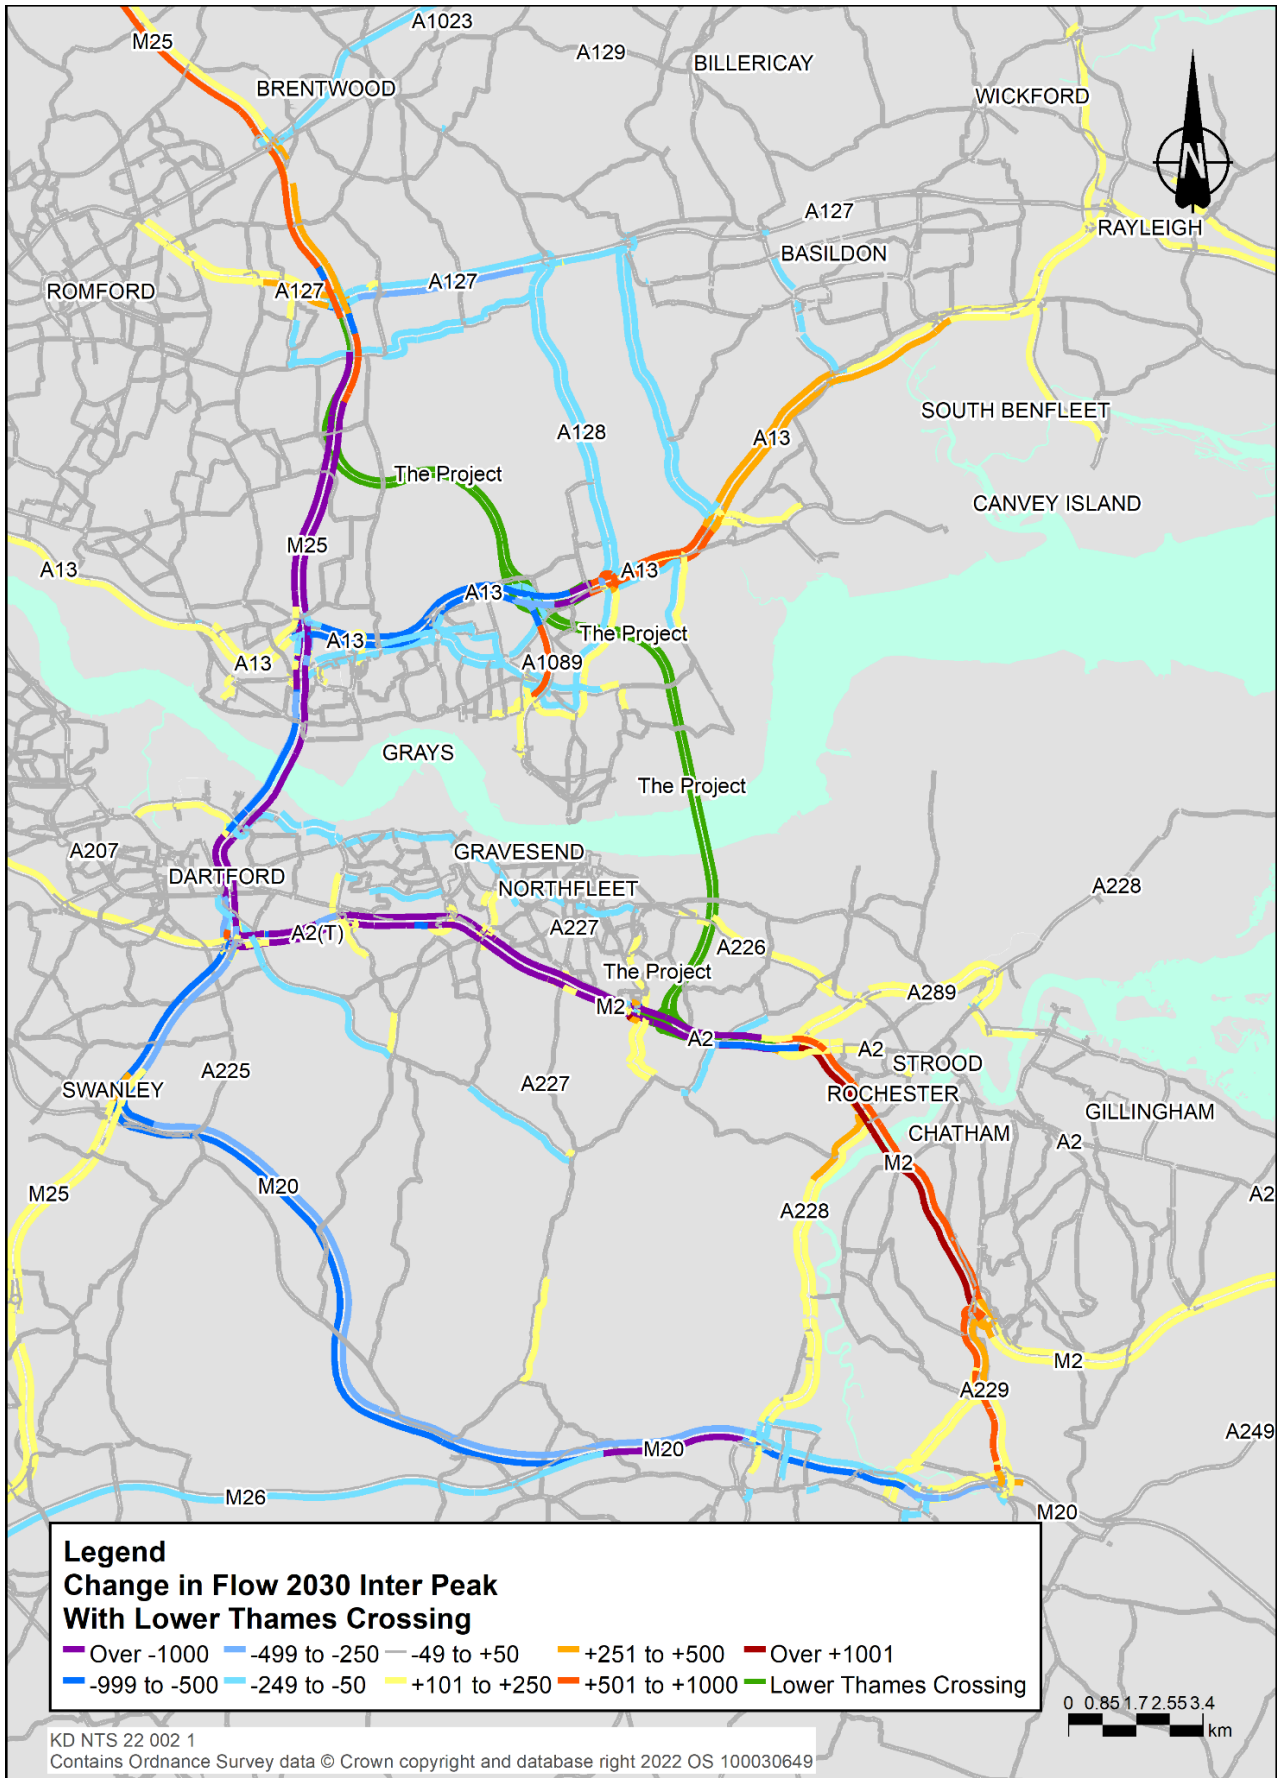 A1023
M25
A129
BILLERICAY
BRENTWOOD
WICKFORD
N
A127
RAYLEIGH
BASILDON
A127
A127
ROMFORD
SOUTH BENFLEET
A128
A13
The Project
CANVEY ISLAND
M25
A13
A13
A13
The Project
A13
A13
A1089
GRAYS
The Project
A207
GRAVESEND
DARTFORD
NORTHFLEET
A228
A2(T)
A227
A226
The Project
A289
M2
A2
A2
STROOD
A225
A227
SWANLEY
ROCHESTER
GILLINGHAM
CHATHAM
A2
M2
M20
M25
A2
A228
M2
A229
A249
M20
M26
M20
Legend
Change in Flow 2030 Inter Peak
With Lower Thames Crossing
Over -1000 -499 to -250 -49 to +50 +251 to +500 Over +1001
-999 to -500 -249 to -50 +101 to +250 +501 to +1000 Lower Thames Crossing
0 0.85 1.7 2.55 3.4
km
KD NTS 22 002 1
Contains Ordnance Survey data © Crown copyright and database right 2022 OS 100030649